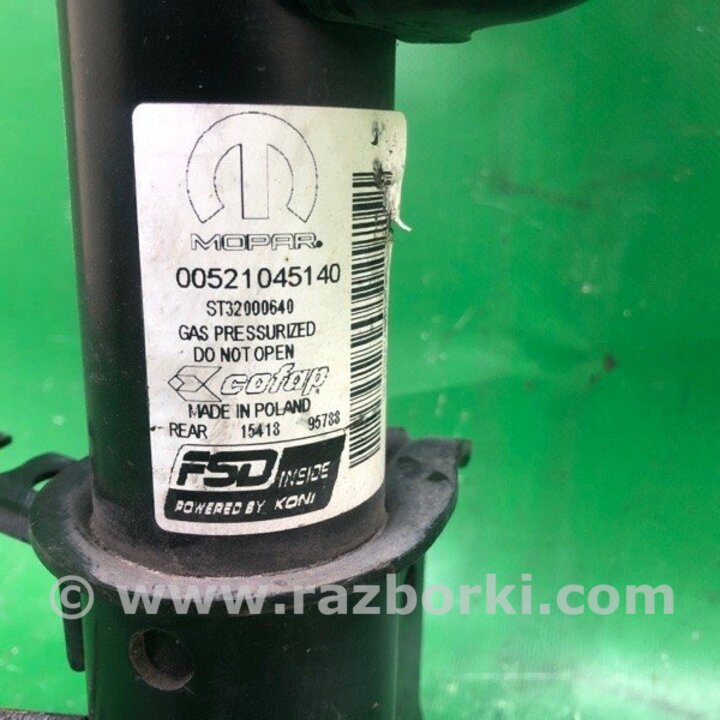 MOPAR
00521045140
ST32000640
GAS PRESSURIZED
DO NOT OPEN
cofap
MADE IN POLAND
REAR 15418 95788
FSD INSIDE
POWERED BY KONI
© www.razborki.com